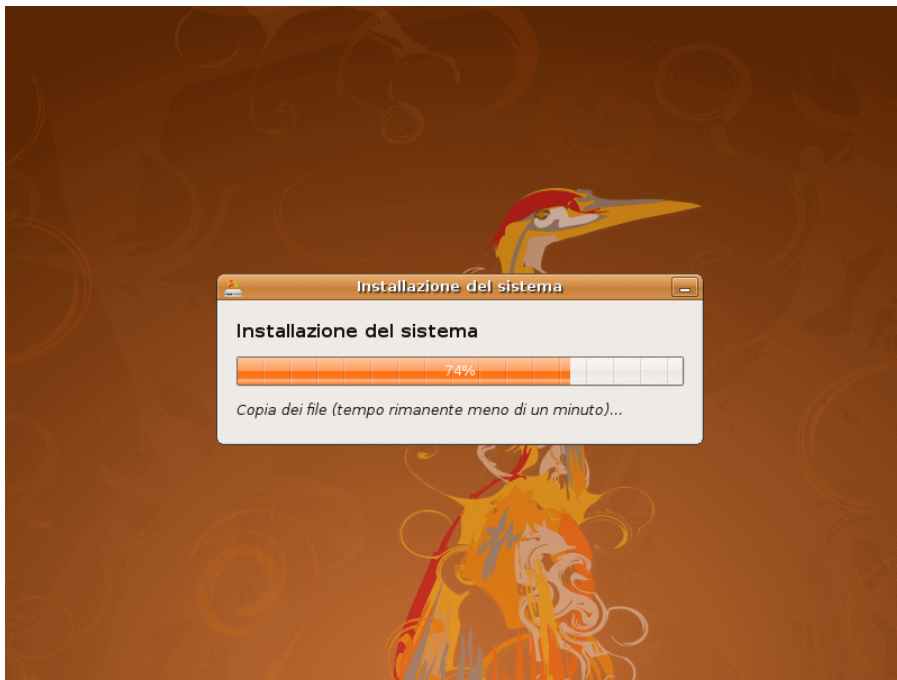 Installazione del sistema
Installazione del sistema
74%
Copia dei file (tempo rimanente meno di un minuto)...